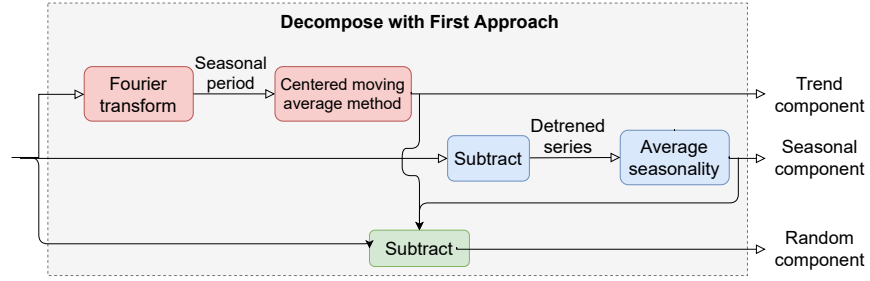 Decompose with First Approach
Fourier
transform
Seasonal
period
Centered moving
average method
Trend
component
Subtract
Detrened
series
Average
seasonality
Seasonal
component
Subtract
Random
component